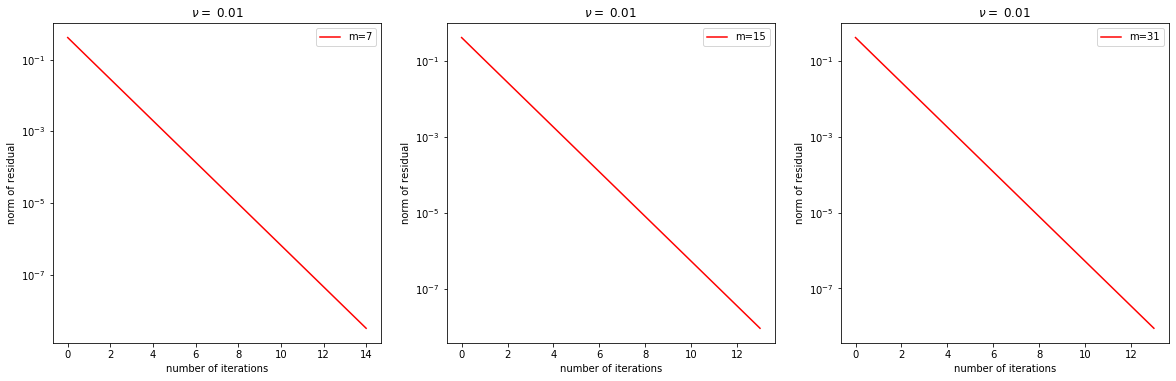 ν = 0.01
m=7
norm of residual
10⁻¹
10⁻³
10⁻⁵
10⁻⁷
0 2 4 6 8 10 12 14
number of iterations
ν = 0.01
m=15
norm of residual
10⁻¹
10⁻³
10⁻⁵
10⁻⁷
0 2 4 6 8 10 12
number of iterations
ν = 0.01
m=31
norm of residual
10⁻¹
10⁻³
10⁻⁵
10⁻⁷
0 2 4 6 8 10 12
number of iterations